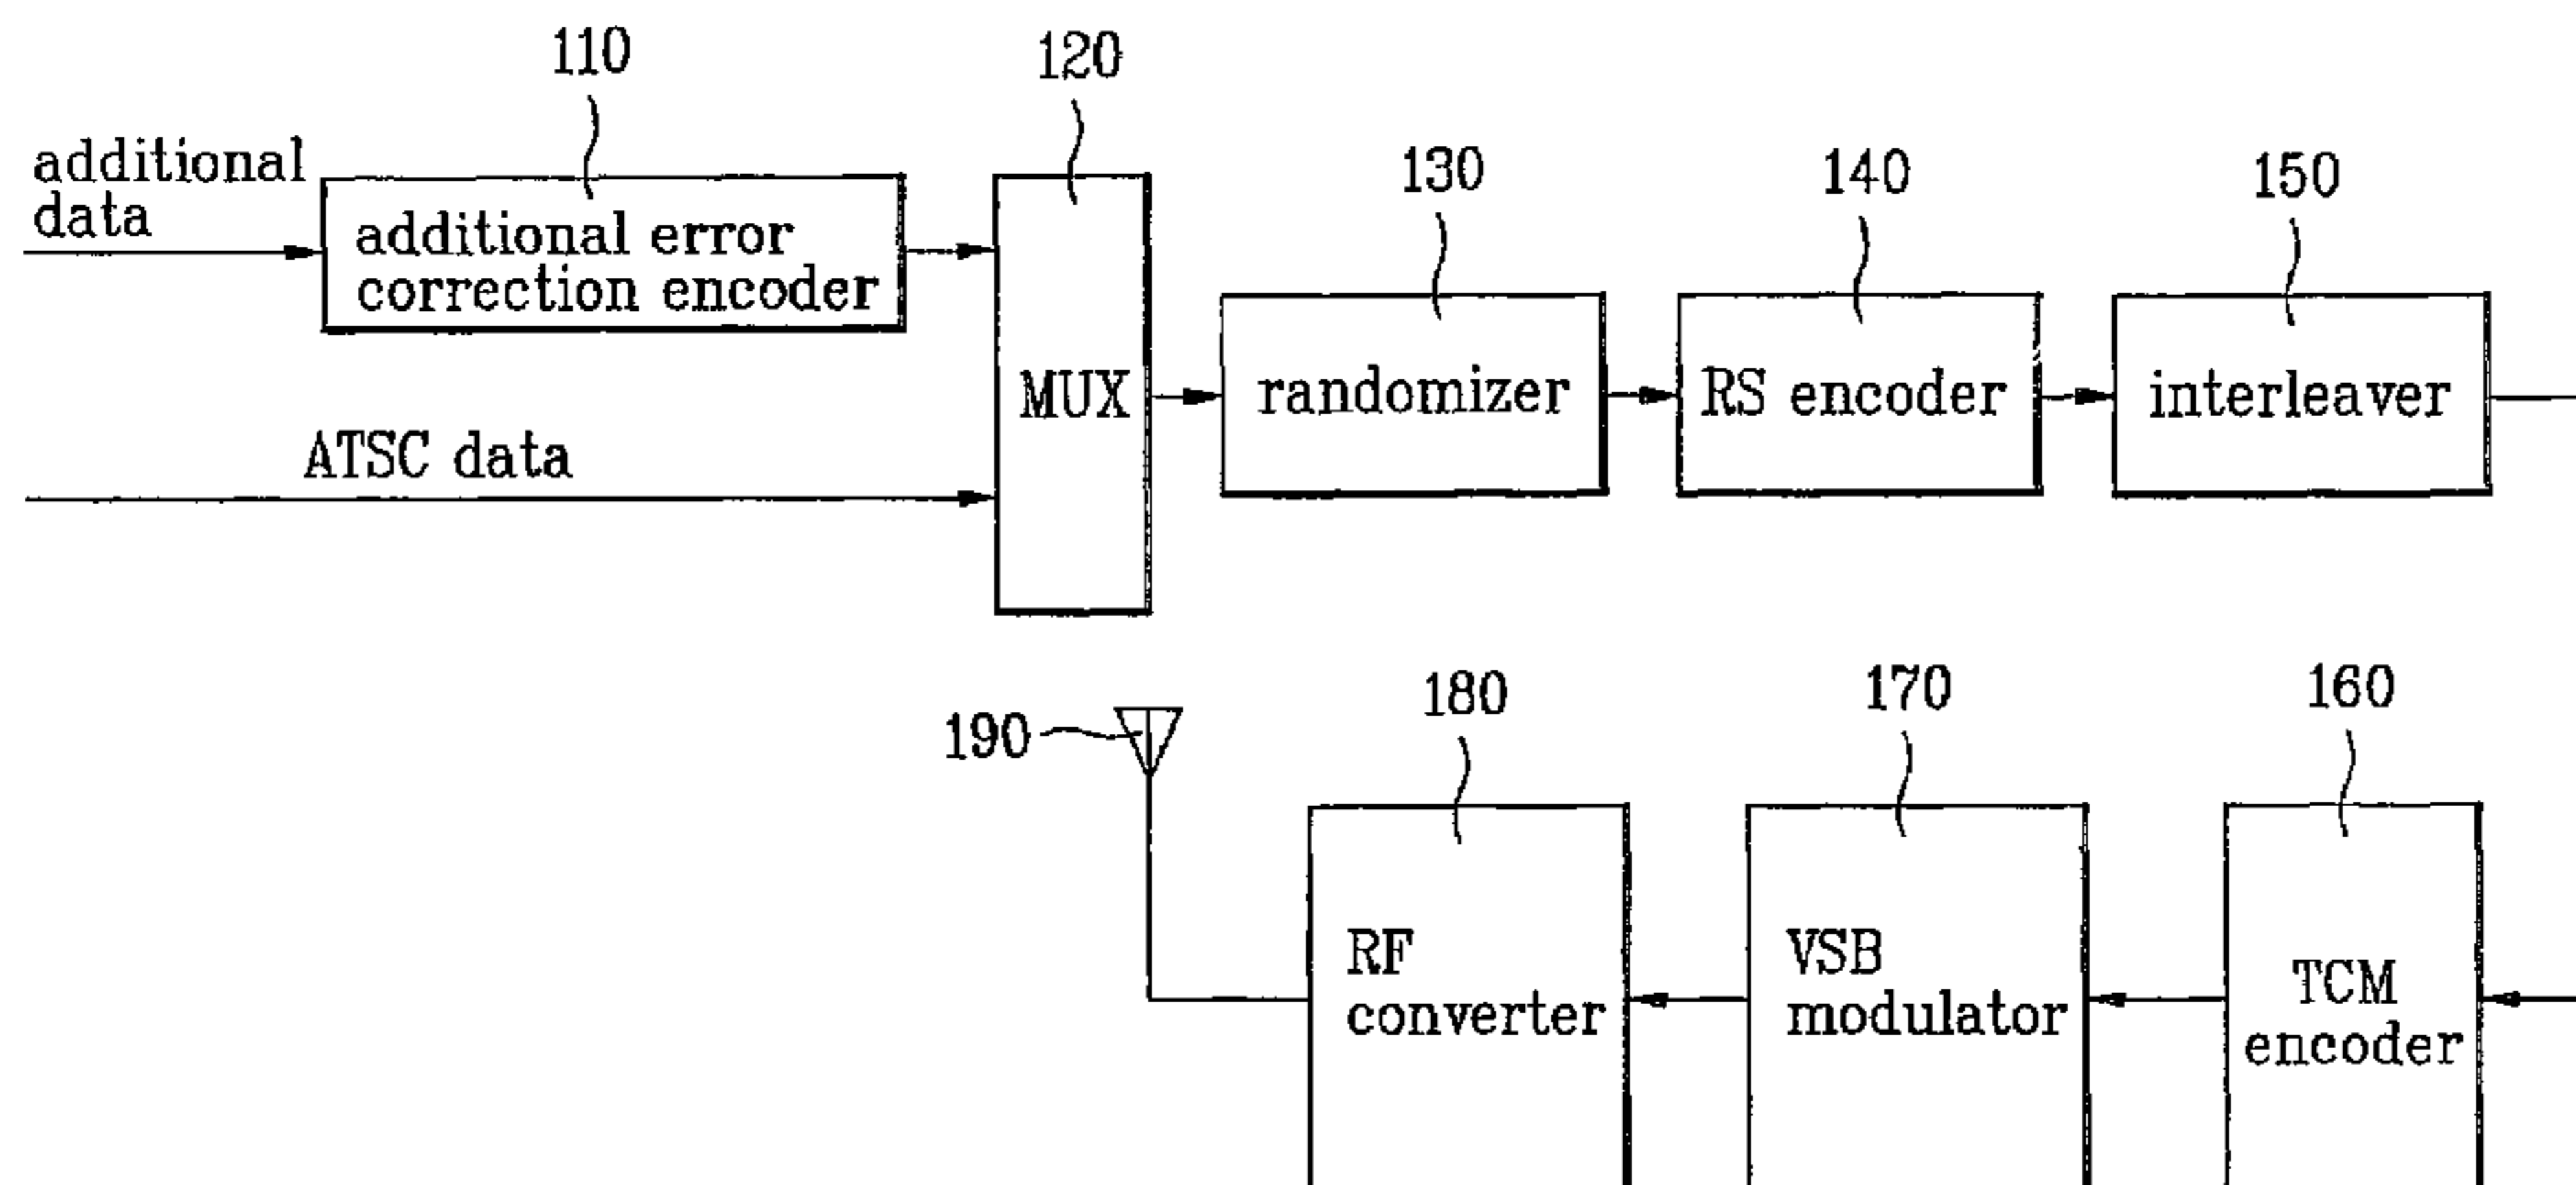 110
120
additional
data
additional error
correction encoder
130
140
150
MUX
randomizer
RS encoder
interleaver
ATSC data
190
180
170
160
RF
converter
VSB
modulator
TCM
encoder